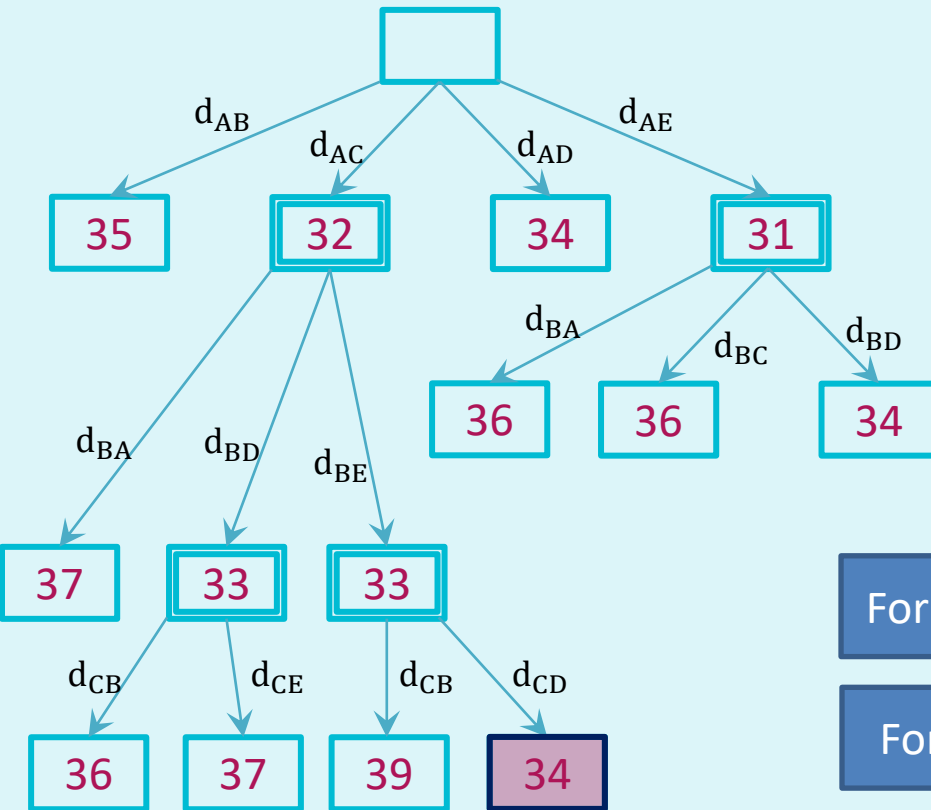 d_AB d_AC d_AD d_AE
35 32 34 31
d_BA d_BC d_BD
36 36 34
d_BA d_BD d_BE
37 33 33
For
d_CB d_CE d_CB d_CD
For
36 37 39 34